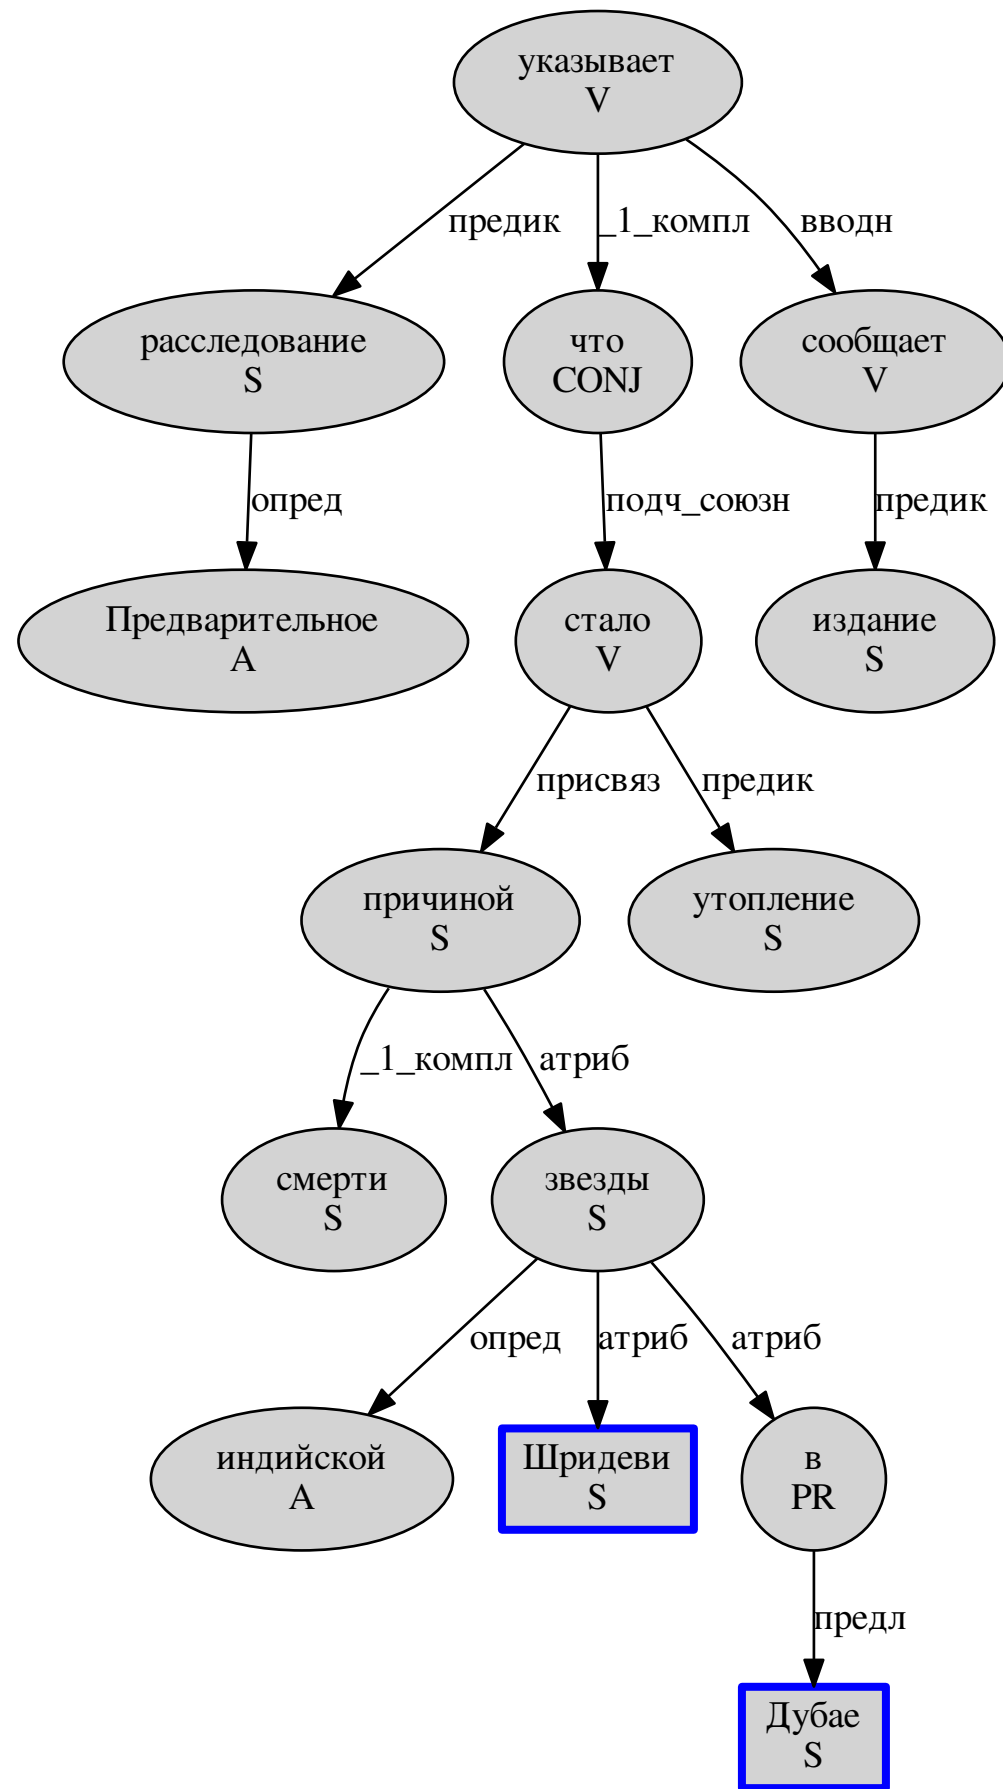 указывает
V
предик
_1_компл
вводн
расследование
S
что
CONJ
сообщает
V
опред
подч_союзн
предик
Предварительное
A
стало
V
издание
S
присвяз
предик
причиной
S
утопление
S
_1_компл
атриб
смерти
S
звезды
S
опред
атриб
атриб
индийской
A
Шридеви
S
в
PR
предл
Дубае
S